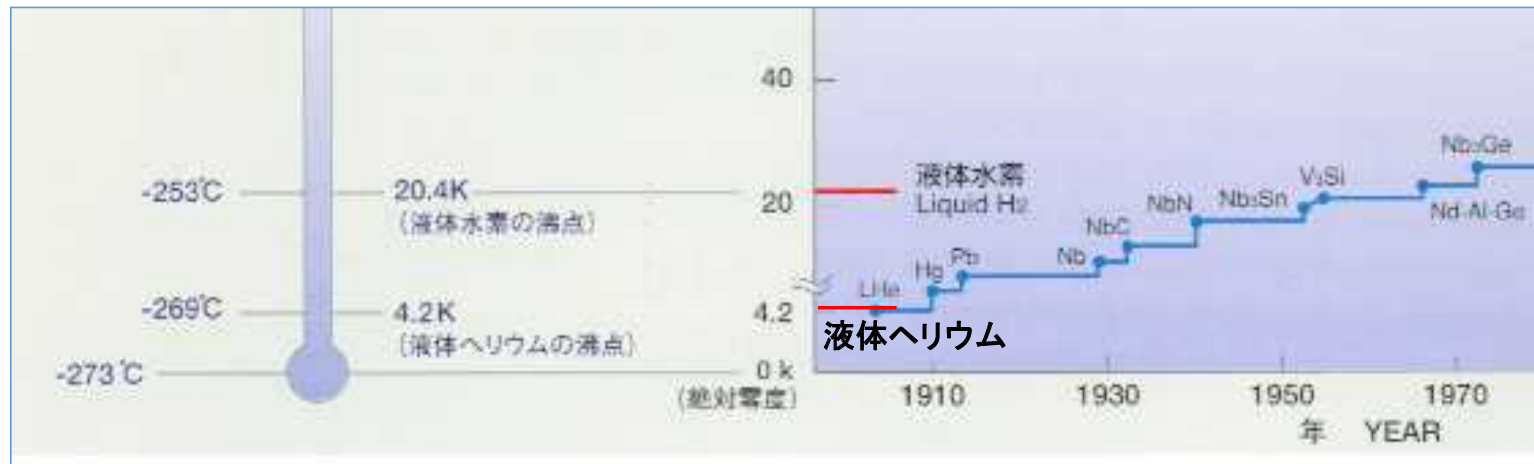 40
-253℃
20.4K
(液体水素の沸点)
20
液体水素
Liquid H₂
-269℃
4.2K
(液体ヘリウムの沸点)
4.2
液体ヘリウム
-273℃
0 k
(絶対零度)
LHe
Hg
Pb
Nb
NbC
NbN
Nb₃Sn
V₃Si
Nb₃Ge
Nd-Al-Ge
1910
1930
1950
1970
年 YEAR